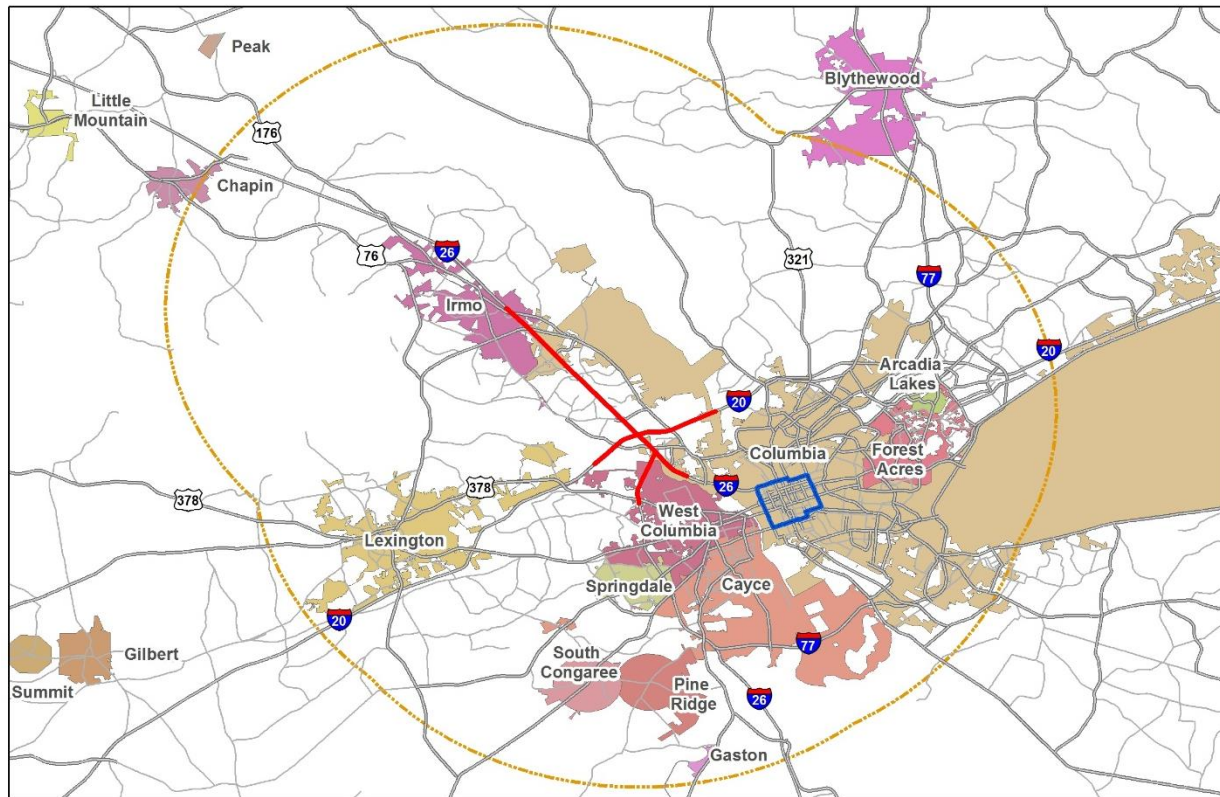 Peak
Blythewood
Little
Mountain
176
Chapin
76
26
321
77
Irmo
20
Arcadia
Lakes
20
Columbia
Forest
Acres
378
378
26
West
Columbia
Lexington
Springdale
Cayce
20
77
Gilbert
South
Congaree
Summit
Pine
Ridge
26
Gaston